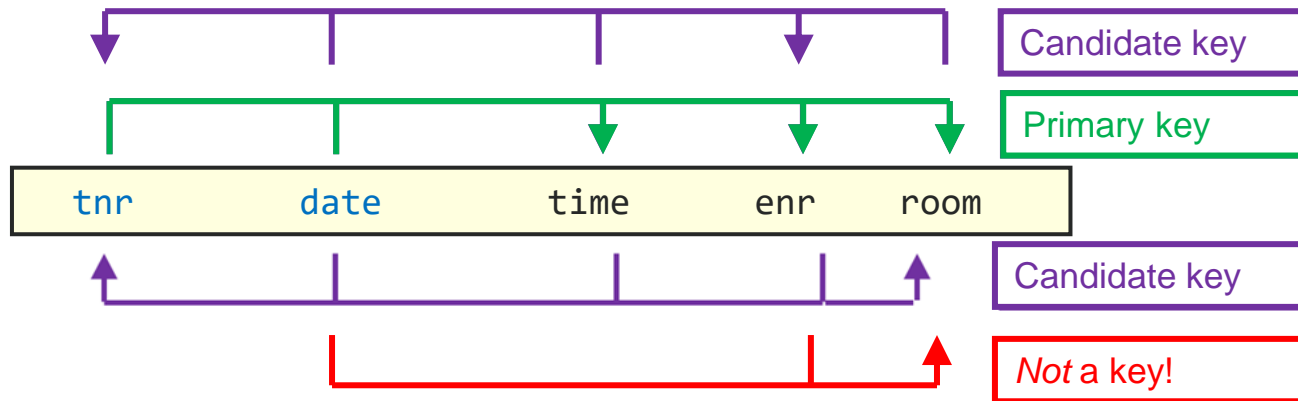 Candidate key
Primary key
tnr date time enr room
Candidate key
Not a key!